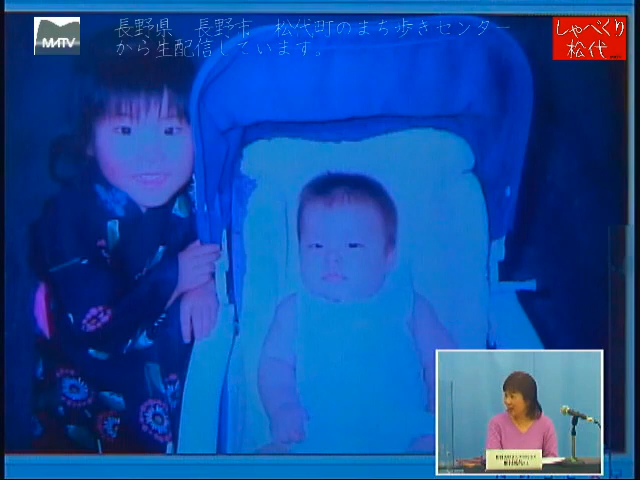 MATV
長野県　長野市　松代町のまち歩きセンター
から生配信しています。
しゃべくり
松代